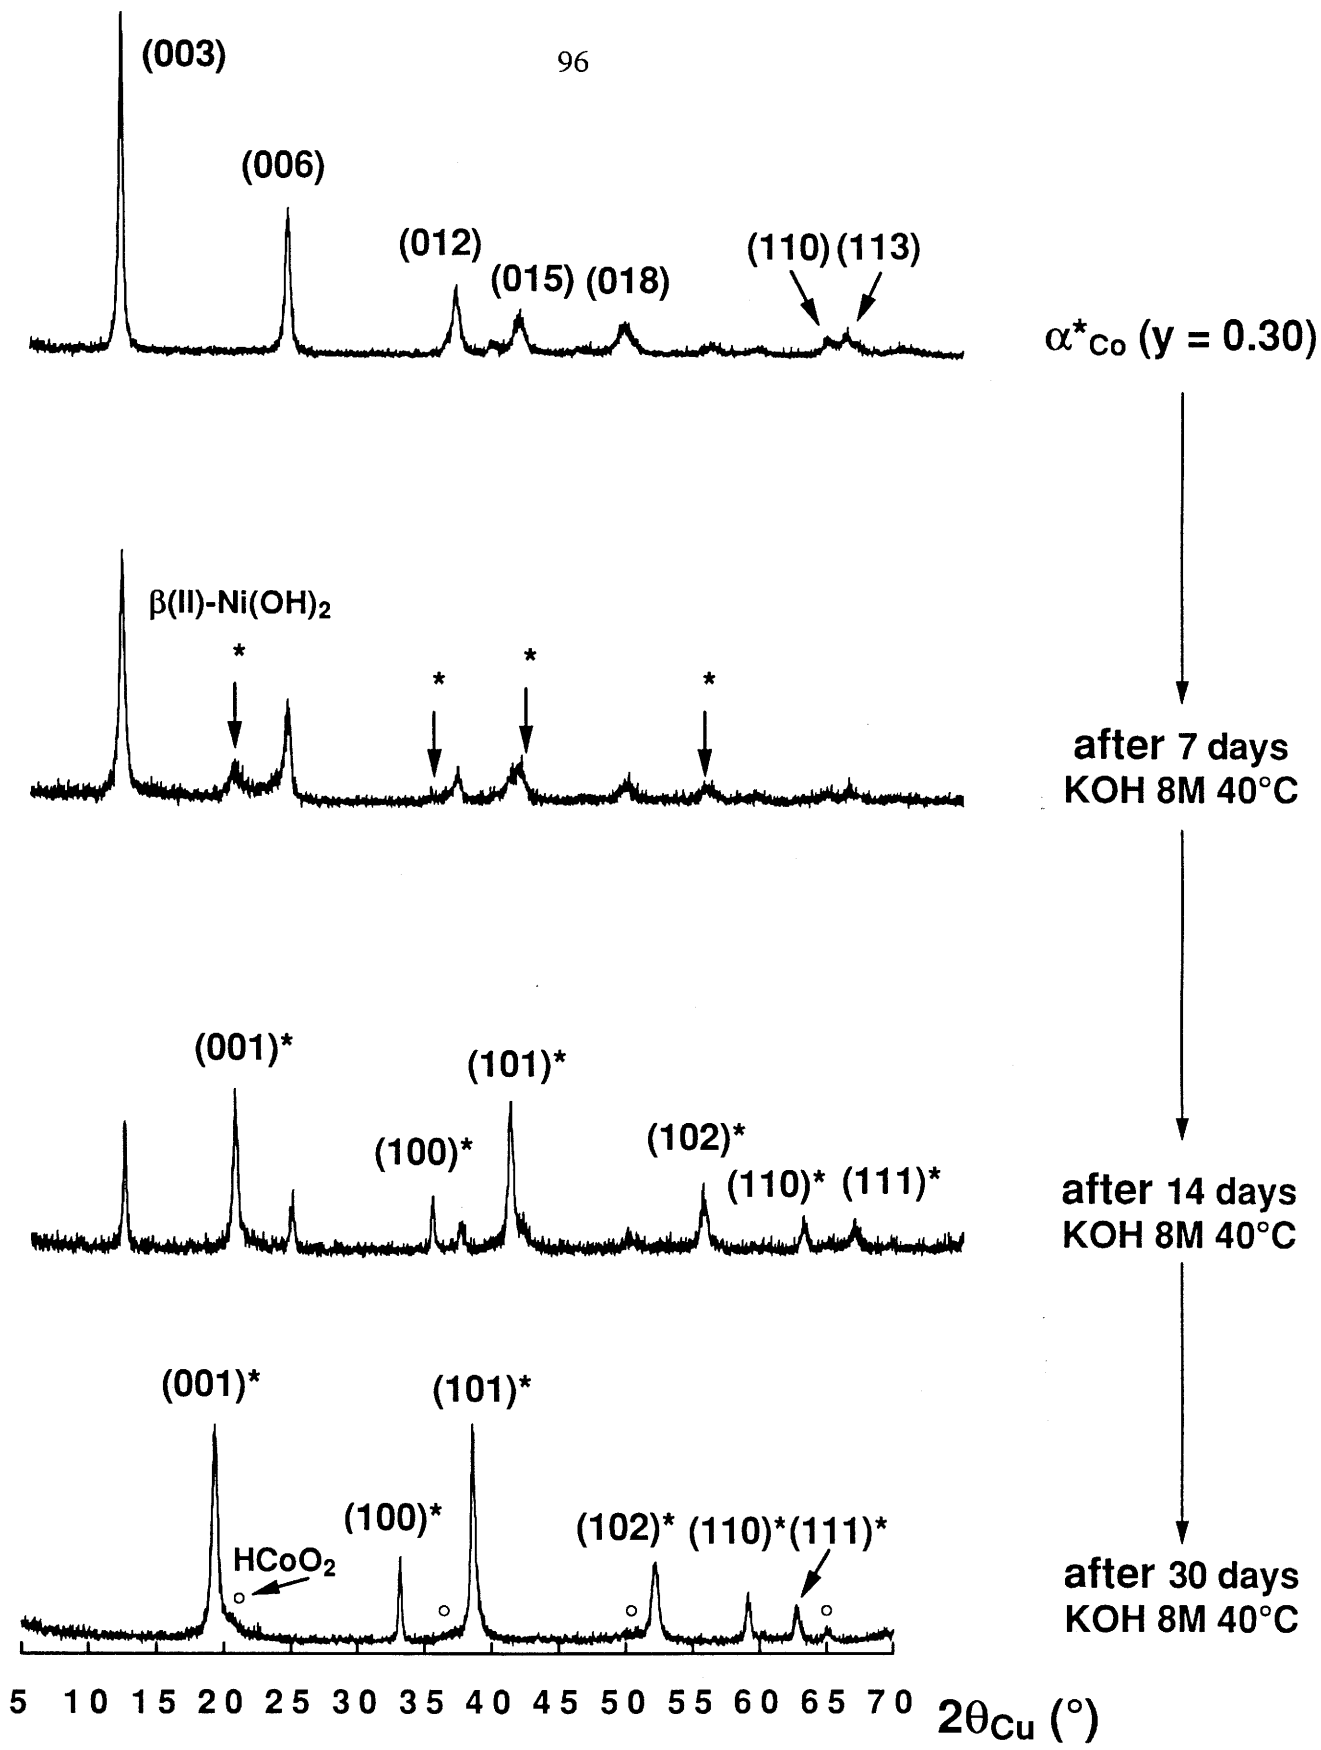 96
(003)
(006)
(012)
(015) (018)
(110) (113)
α*Co (y = 0.30)
β(II)-Ni(OH)2
* * * *
after 7 days
KOH 8M 40°C
(001)*
(101)*
(100)*
(102)*
(110)* (111)*
after 14 days
KOH 8M 40°C
(001)*
(101)*
(100)*
(102)* (110)* (111)*
HCoO2
after 30 days
KOH 8M 40°C
5 10 15 20 25 30 35 40 45 50 55 60 65 70
2θCu (°)